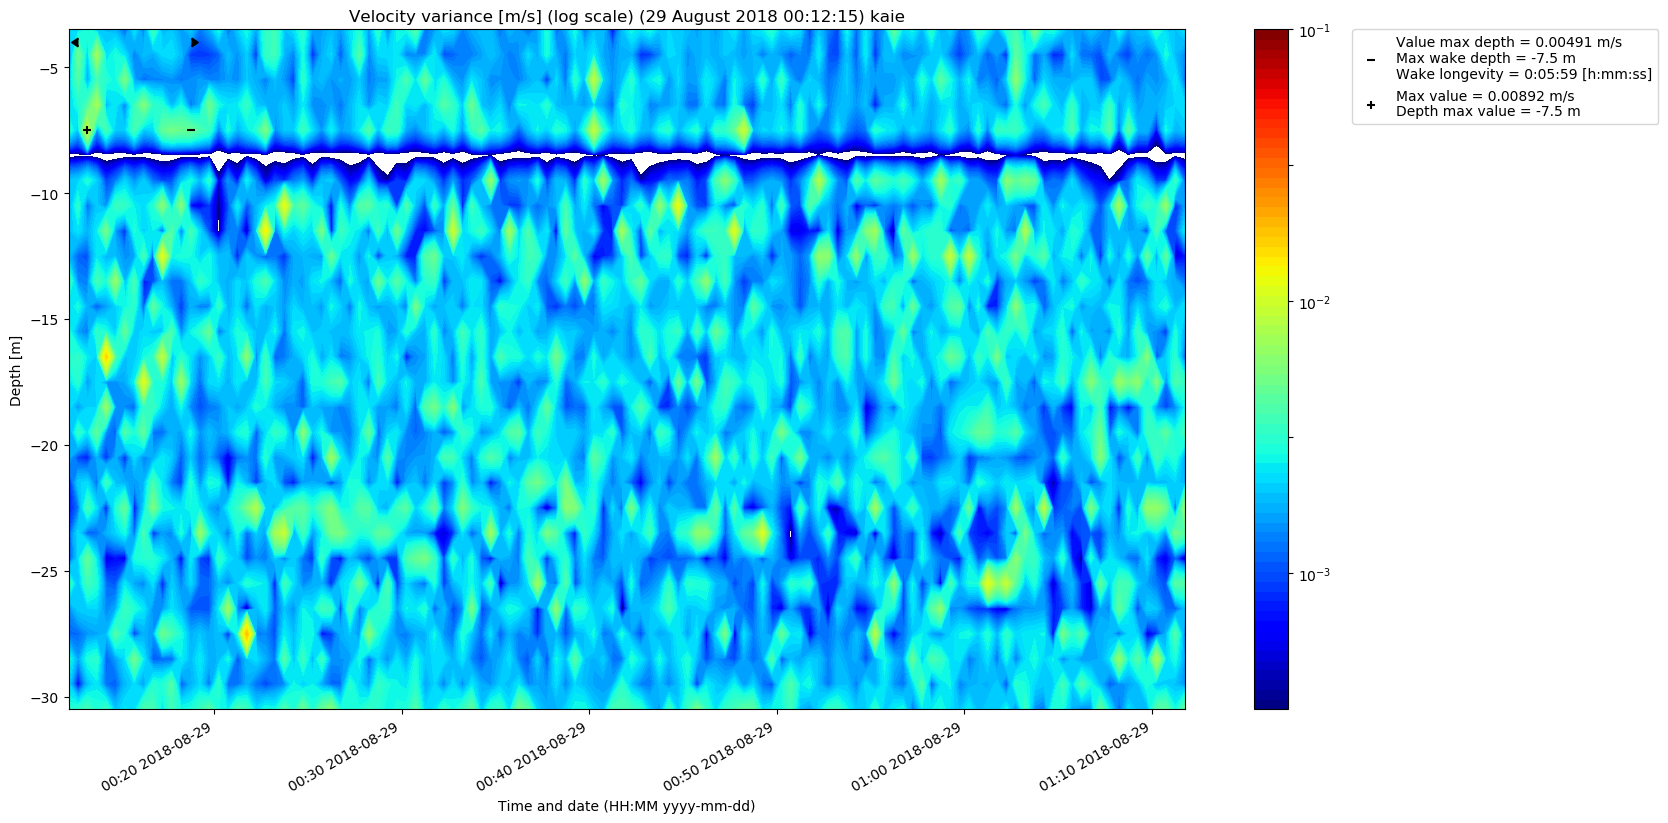 Velocity variance [m/s] (log scale) (29 August 2018 00:12:15) kaie
Value max depth = 0.00491 m/s
Max wake depth = -7.5 m
Wake longevity = 0:05:59 [h:mm:ss]
Max value = 0.00892 m/s
Depth max value = -7.5 m
10⁻¹
10⁻²
10⁻³
Depth [m]
−5
−10
−15
−20
−25
−30
00:20 2018-08-29
00:30 2018-08-29
00:40 2018-08-29
00:50 2018-08-29
01:00 2018-08-29
01:10 2018-08-29
Time and date (HH:MM yyyy-mm-dd)